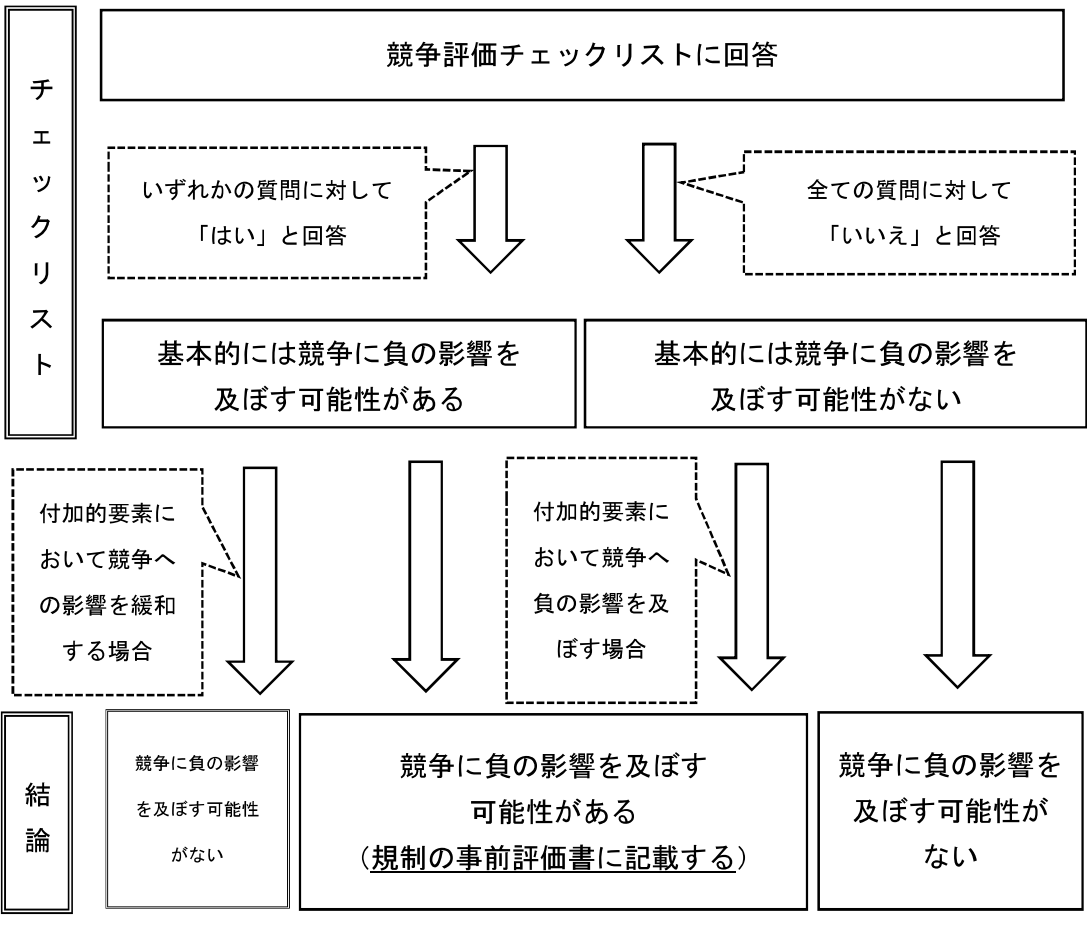 チェックリスト
競争評価チェックリストに回答
いずれかの質問に対して
「はい」と回答
全ての質問に対して
「いいえ」と回答
基本的には競争に負の影響を
及ぼす可能性がある
基本的には競争に負の影響を
及ぼす可能性がない
付加的要素に
おいて競争へ
の影響を緩和
する場合
付加的要素に
おいて競争へ
負の影響を及
ぼす場合
結論
競争に負の影響
を及ぼす可能性
がない
競争に負の影響を及ぼす
可能性がある
（規制の事前評価書に記載する）
競争に負の影響を
及ぼす可能性が
ない